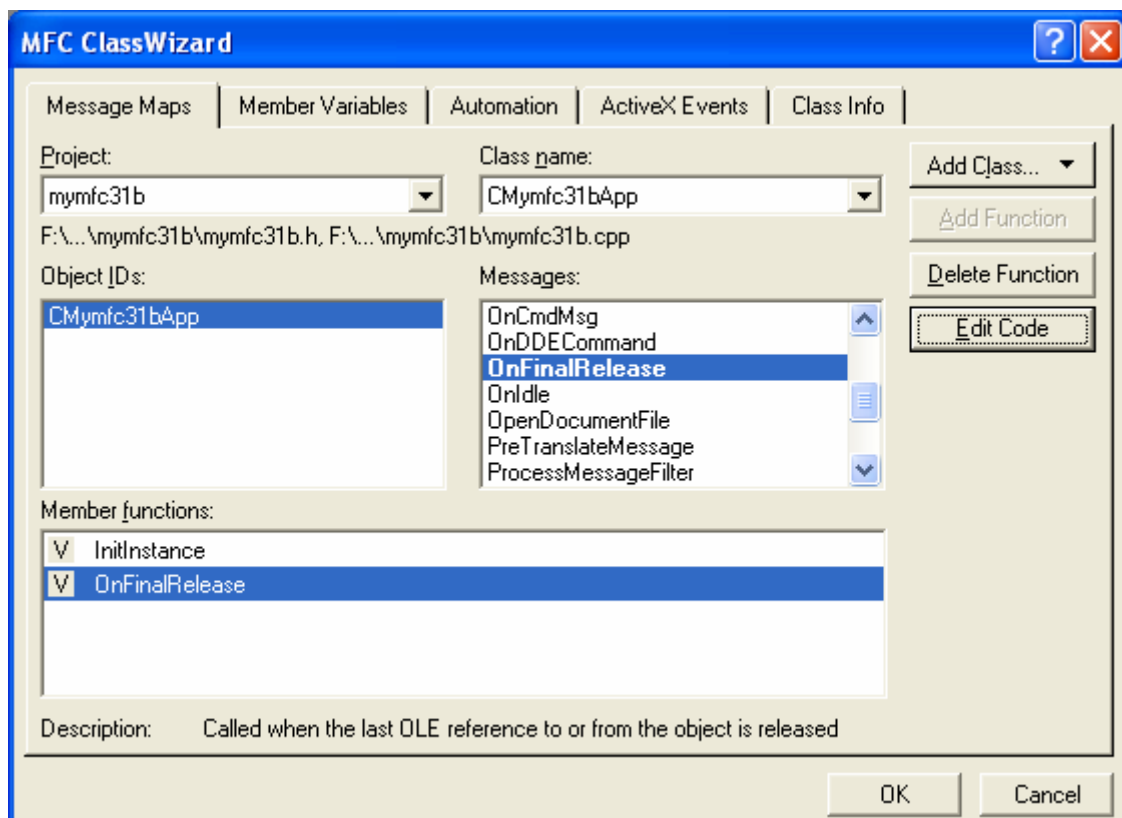 MFC ClassWizard
Message Maps Member Variables Automation ActiveX Events Class Info
Project: Class name:
mymfc31b CMymfc31bApp
Add Class...
F:\...\mymfc31b\mymfc31b.h, F:\...\mymfc31b\mymfc31b.cpp
Add Function
Object IDs: Messages:
Delete Function
CMymfc31bApp
OnCmdMsg
OnDDECommand
OnFinalRelease
OnIdle
OpenDocumentFile
PreTranslateMessage
ProcessMessageFilter
Edit Code
Member functions:
V InitInstance
V OnFinalRelease
Description: Called when the last OLE reference to or from the object is released
OK Cancel